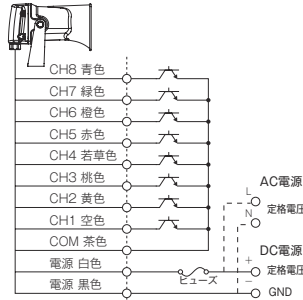 CH8 青色
CH7 緑色
CH6 橙色
CH5 赤色
CH4 若草色
CH3 桃色
CH2 黄色
CH1 空色
COM 茶色
電源 白色
電源 黒色
ヒューズ
L
AC電源
N
定格電圧
DC電源
+
定格電圧
−
GND